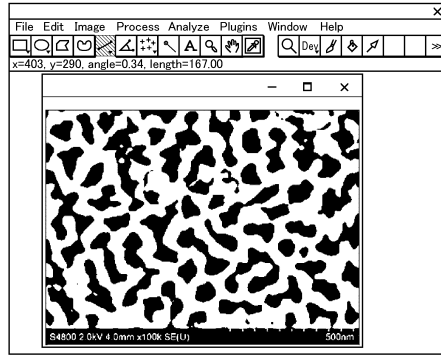 File Edit Image Process Analyze Plugins Window Help
A Dev
x=403, y=290, angle=0.34, length=167.00
S4800 2.0kV 4.0mm x100k SE(U) 500nm